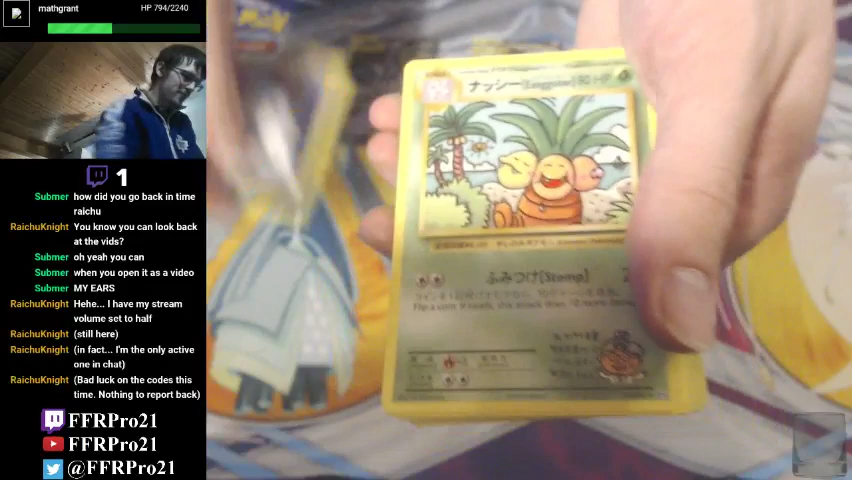 mathgrant
HP 794/2240
1
Submer how did you go back in time
raichu
RaichuKnight You know you can look back
at the vids?
Submer oh yeah you can
Submer when you open it as a video
Submer MY EARS
RaichuKnight Hehe... I have my stream
volume set to half
RaichuKnight (still here)
RaichuKnight (in fact... I'm the only active
one in chat)
RaichuKnight (Bad luck on the codes this
time. Nothing to report back)
FFRPro21
FFRPro21
@FFRPro21
ナッシー[Exeggutor] 90 HP
ふみつけ[Stomp]